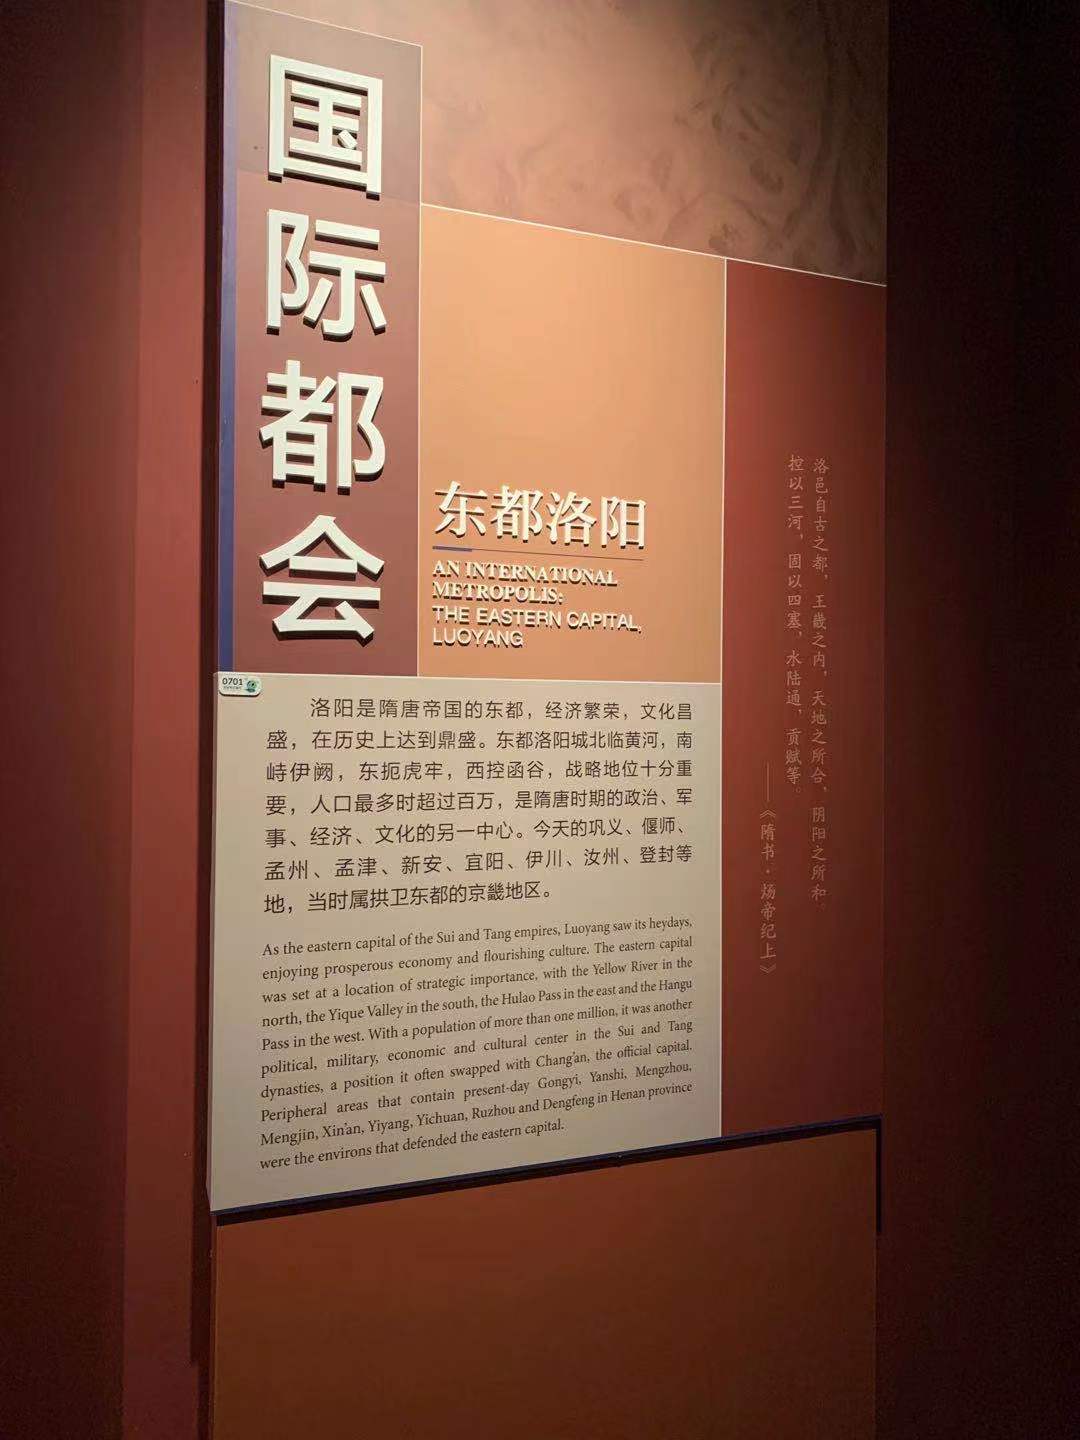 国际都会
东都洛阳
AN INTERNATIONAL
METROPOLIS:
THE EASTERN CAPITAL,
LUOYANG
0701
洛阳是隋唐帝国的东都，经济繁荣，文化昌
盛，在历史上达到鼎盛。东都洛阳城北临黄河，南
峙伊阙，东扼虎牢，西控函谷，战略地位十分重
要，人口最多时超过百万，是隋唐时期的政治、军
事、经济、文化的另一中心。今天的巩义、偃师、
孟州、孟津、新安、宜阳、伊川、汝州、登封等
地，当时属拱卫东都的京畿地区。
As the eastern capital of the Sui and Tang empires, Luoyang saw its heydays,
enjoying prosperous economy and flourishing culture. The eastern capital
was set at a location of strategic importance, with the Yellow River in the
north, the Yique Valley in the south, the Hulao Pass in the east and the Hangu
Pass in the west. With a population of more than one million, it was another
political, military, economic and cultural center in the Sui and Tang
dynasties, a position it often swapped with Chang'an, the official capital.
Peripheral areas that contain present-day Gongyi, Yanshi, Mengzhou,
Mengjin, Xin'an, Yiyang, Yichuan, Ruzhou and Dengfeng in Henan province
were the environs that defended the eastern capital.
洛邑自古之都，王畿之内，天地之所合，阴阳之所和。
控以三河，固以四塞，水陆通，贡赋等。
——《隋书·炀帝纪上》